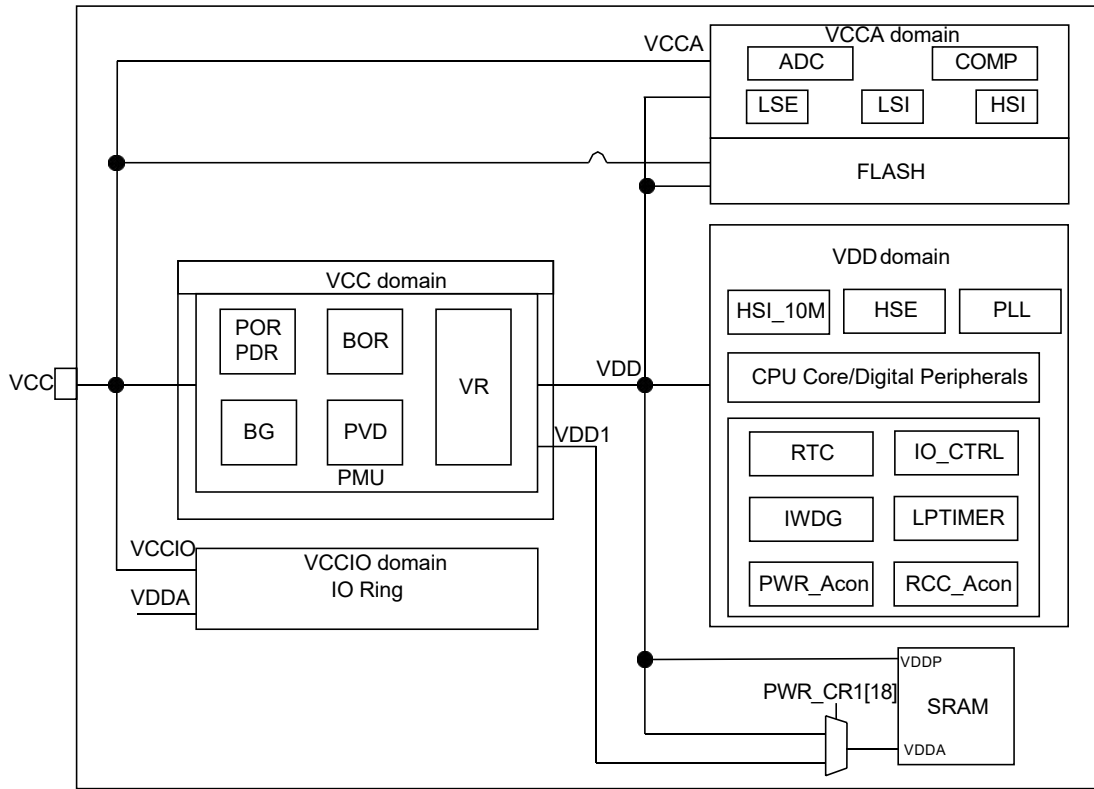 VCCA domain
VCCA
ADC
COMP
LSE
LSI
HSI
FLASH
VCC domain
POR
PDR
BOR
VR
BG
PVD
PMU
VCC
VDD
VDD1
VDD domain
HSI_10M
HSE
PLL
CPU Core/Digital Peripherals
RTC
IO_CTRL
IWDG
LPTIMER
PWR_Acon
RCC_Acon
VCCIO
VDDA
VCCIO domain
IO Ring
PWR_CR1[18]
VDDP
SRAM
VDDA